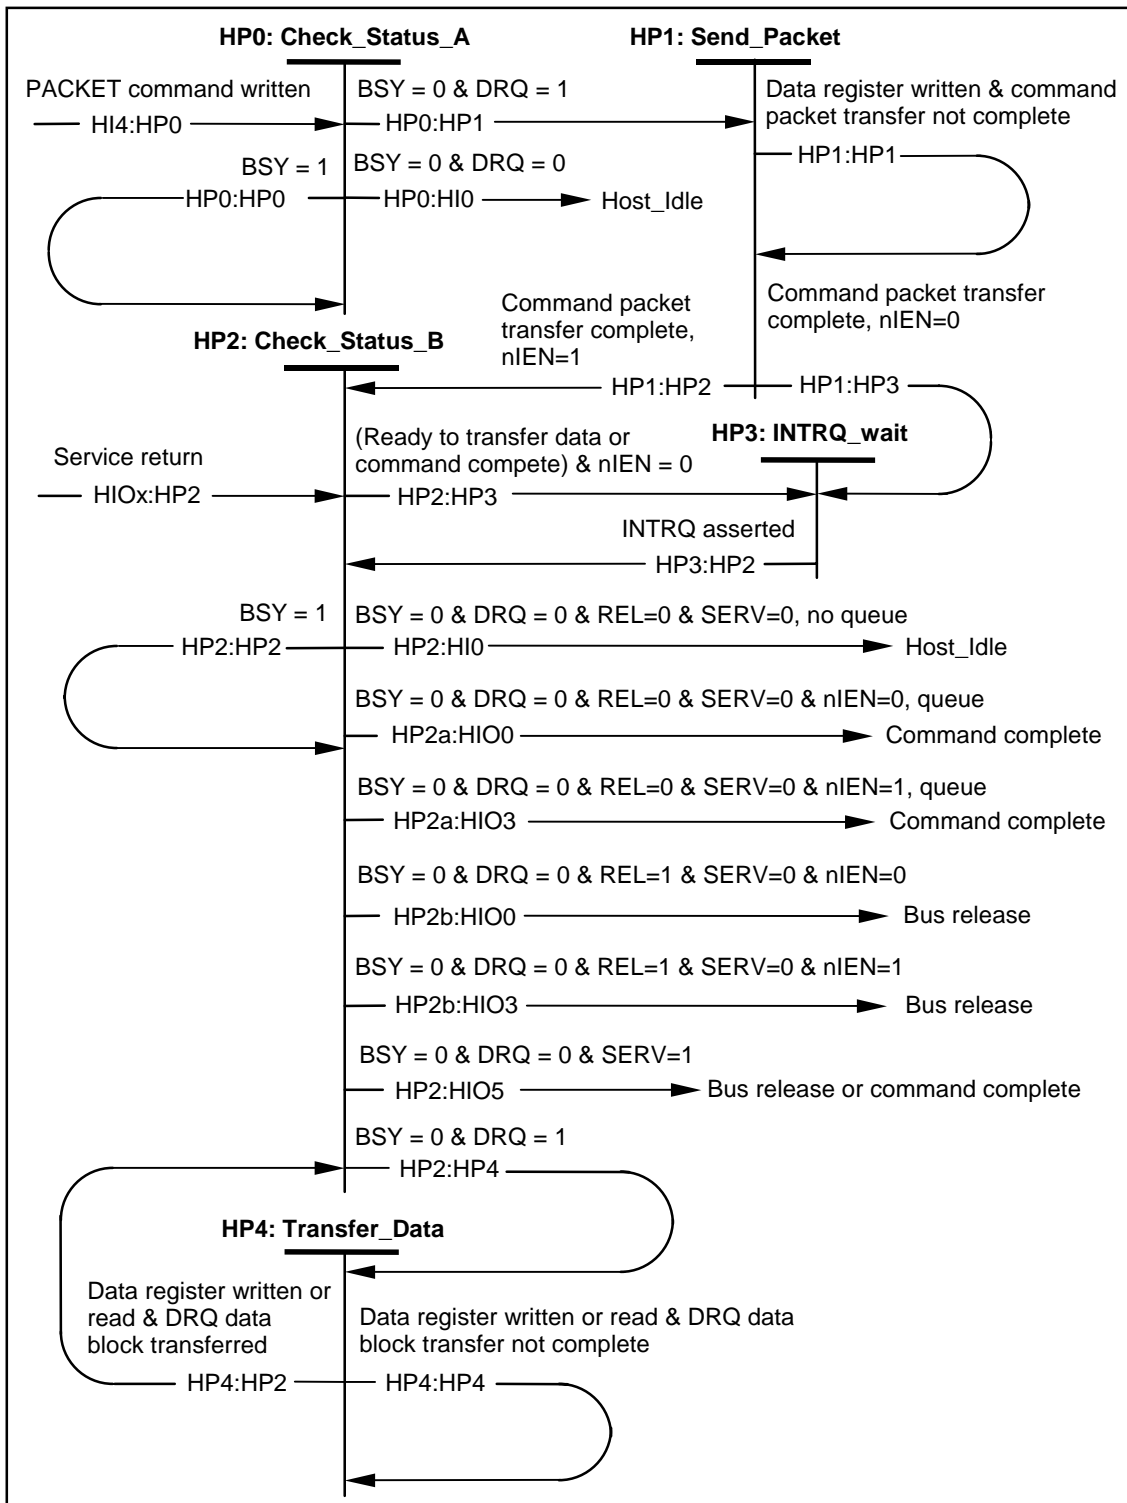 HP0: Check_Status_A
HP1: Send_Packet
PACKET command written
BSY = 0 & DRQ = 1
Data register written & command
packet transfer not complete
HI4:HP0
HP0:HP1
HP1:HP1
BSY = 1
BSY = 0 & DRQ = 0
HP0:HP0
HP0:HI0
Host_Idle
Command packet
transfer complete,
nIEN=1
Command packet transfer
complete, nIEN=0
HP2: Check_Status_B
HP1:HP2
HP1:HP3
(Ready to transfer data or
command compete) & nIEN = 0
HP3: INTRQ_wait
Service return
HIOx:HP2
HP2:HP3
INTRQ asserted
HP3:HP2
BSY = 1
BSY = 0 & DRQ = 0 & REL=0 & SERV=0, no queue
HP2:HP2
HP2:HI0
Host_Idle
BSY = 0 & DRQ = 0 & REL=0 & SERV=0 & nIEN=0, queue
HP2a:HIO0
Command complete
BSY = 0 & DRQ = 0 & REL=0 & SERV=0 & nIEN=1, queue
HP2a:HIO3
Command complete
BSY = 0 & DRQ = 0 & REL=1 & SERV=0 & nIEN=0
HP2b:HIO0
Bus release
BSY = 0 & DRQ = 0 & REL=1 & SERV=0 & nIEN=1
HP2b:HIO3
Bus release
BSY = 0 & DRQ = 0 & SERV=1
HP2:HIO5
Bus release or command complete
BSY = 0 & DRQ = 1
HP2:HP4
HP4: Transfer_Data
Data register written or
read & DRQ data
block transferred
Data register written or read & DRQ data
block transfer not complete
HP4:HP2
HP4:HP4